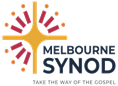 MELBOURNE
SYNOD
TAKE THE WAY OF THE GOSPEL